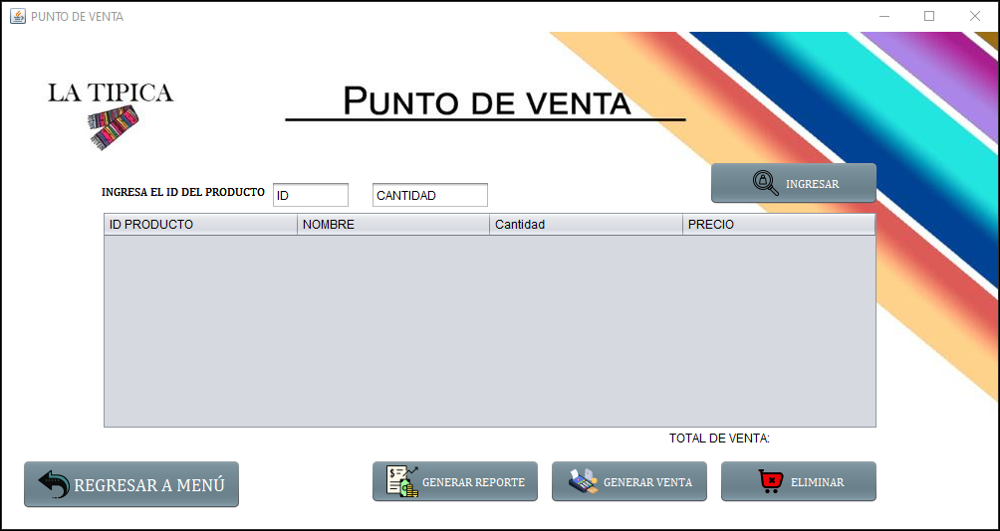 PUNTO DE VENTA
LA TIPICA
PUNTO DE VENTA
INGRESA EL ID DEL PRODUCTO ID CANTIDAD INGRESAR
ID PRODUCTO NOMBRE Cantidad PRECIO
TOTAL DE VENTA:
REGRESAR A MENÚ GENERAR REPORTE GENERAR VENTA ELIMINAR